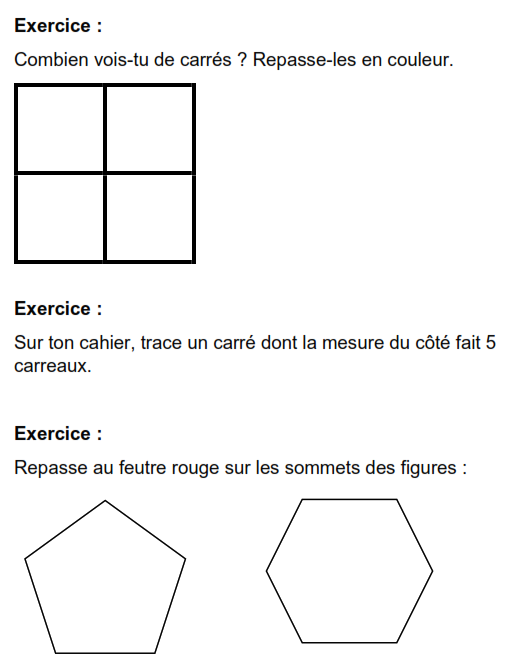 Exercice :
Combien vois-tu de carrés ? Repasse-les en couleur.
Exercice :
Sur ton cahier, trace un carré dont la mesure du côté fait 5
carreaux.
Exercice :
Repasse au feutre rouge sur les sommets des figures :